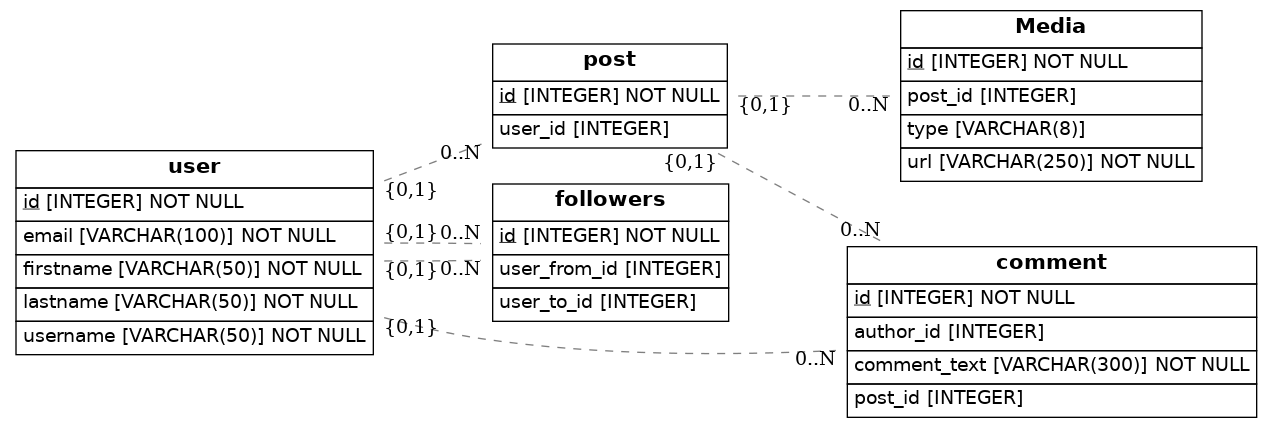 user
id [INTEGER] NOT NULL
email [VARCHAR(100)] NOT NULL
firstname [VARCHAR(50)] NOT NULL
lastname [VARCHAR(50)] NOT NULL
username [VARCHAR(50)] NOT NULL
post
id [INTEGER] NOT NULL
user_id [INTEGER]
followers
id [INTEGER] NOT NULL
user_from_id [INTEGER]
user_to_id [INTEGER]
Media
id [INTEGER] NOT NULL
post_id [INTEGER]
type [VARCHAR(8)]
url [VARCHAR(250)] NOT NULL
comment
id [INTEGER] NOT NULL
author_id [INTEGER]
comment_text [VARCHAR(300)] NOT NULL
post_id [INTEGER]
0..N
{0,1}
{0,1}
0..N
{0,1}
0..N
{0,1}
0..N
{0,1}
0..N
{0,1}
0..N